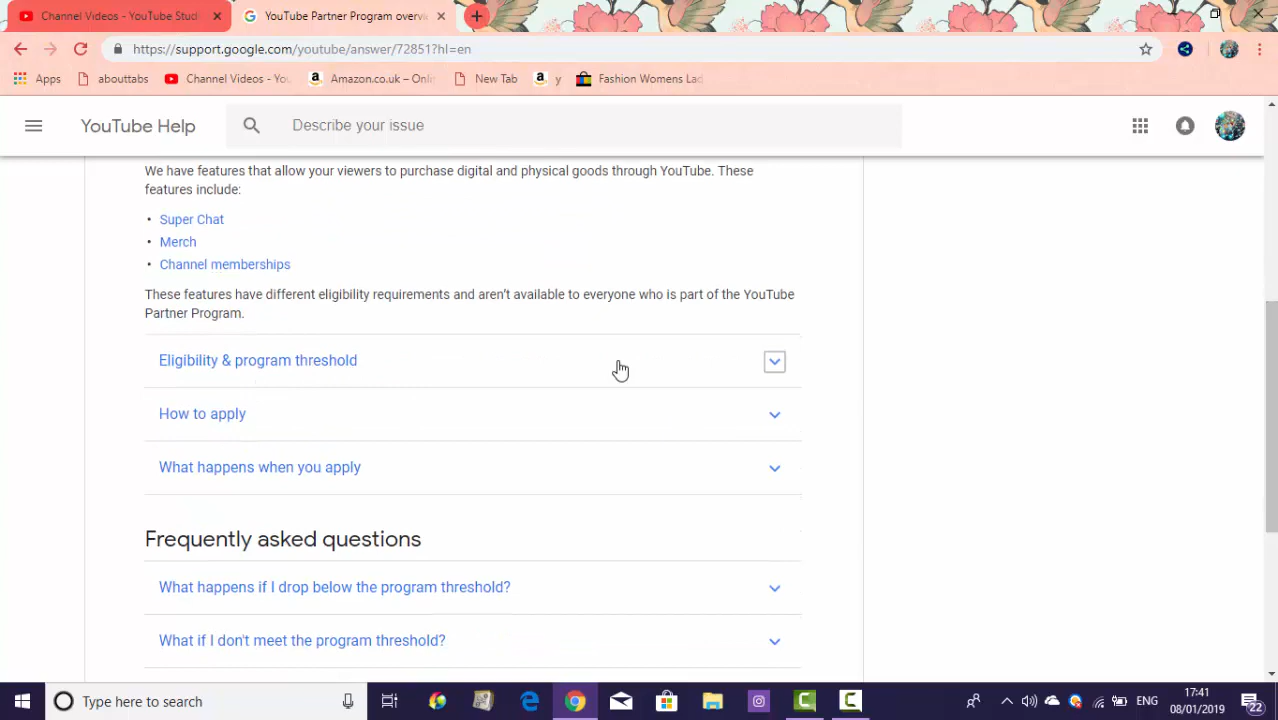 Channel Videos - YouTube Stud
YouTube Partner Program overvi
https://support.google.com/youtube/answer/72851?hl=en
Apps
abouttabs
Channel Videos - You
Amazon.co.uk – Onli
New Tab
y
Fashion Womens Lad
YouTube Help
Describe your issue
We have features that allow your viewers to purchase digital and physical goods through YouTube. These
features include:
• Super Chat
• Merch
• Channel memberships
These features have different eligibility requirements and aren't available to everyone who is part of the YouTube
Partner Program.
Eligibility & program threshold
How to apply
What happens when you apply
Frequently asked questions
What happens if I drop below the program threshold?
What if I don't meet the program threshold?
Type here to search
ENG
17:41
08/01/2019
22